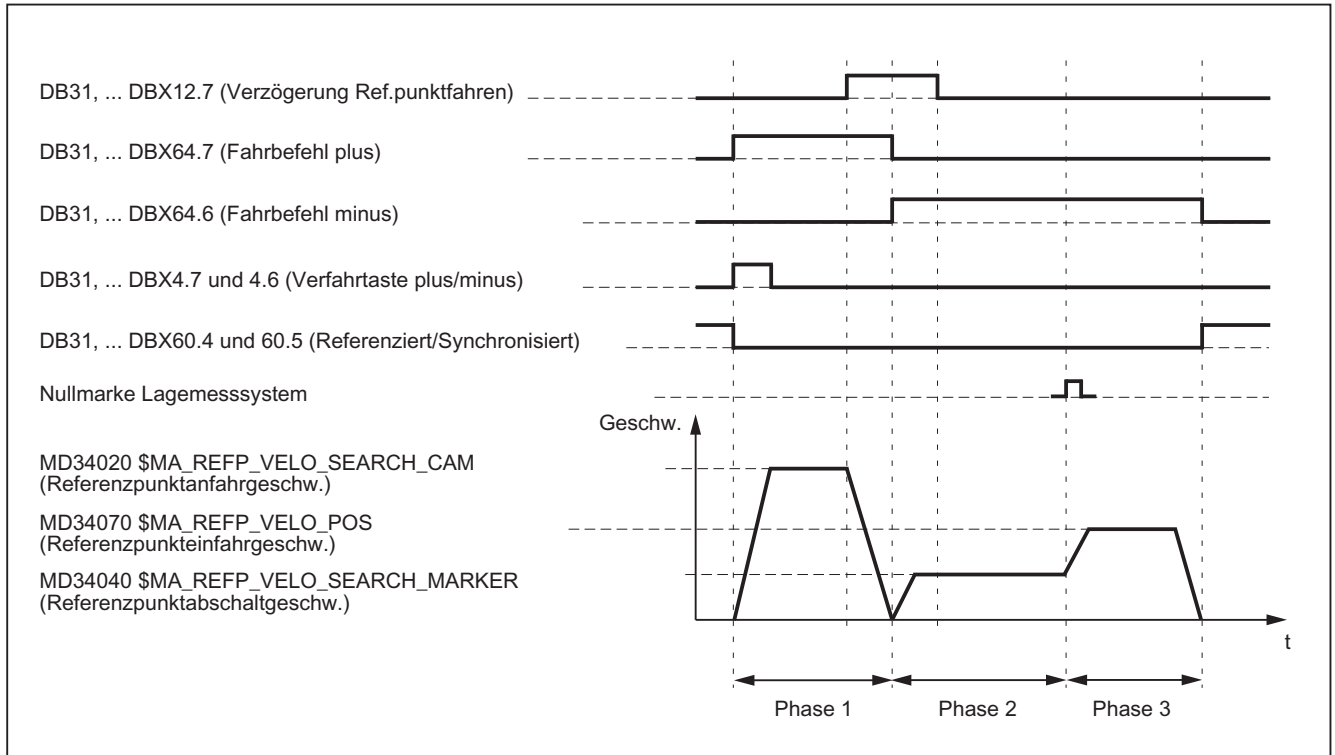 DB31, ... DBX12.7 (Verzögerung Ref.punktfahren)
DB31, ... DBX64.7 (Fahrbefehl plus)
DB31, ... DBX64.6 (Fahrbefehl minus)
DB31, ... DBX4.7 und 4.6 (Verfahrtaste plus/minus)
DB31, ... DBX60.4 und 60.5 (Referenziert/Synchronisiert)
Nullmarke Lagemesssystem
Geschw.
MD34020 $MA_REFP_VELO_SEARCH_CAM
(Referenzpunktanfahrgeschw.)
MD34070 $MA_REFP_VELO_POS
(Referenzpunkteinfahrgeschw.)
MD34040 $MA_REFP_VELO_SEARCH_MARKER
(Referenzpunktabschaltgeschw.)
t
Phase 1
Phase 2
Phase 3